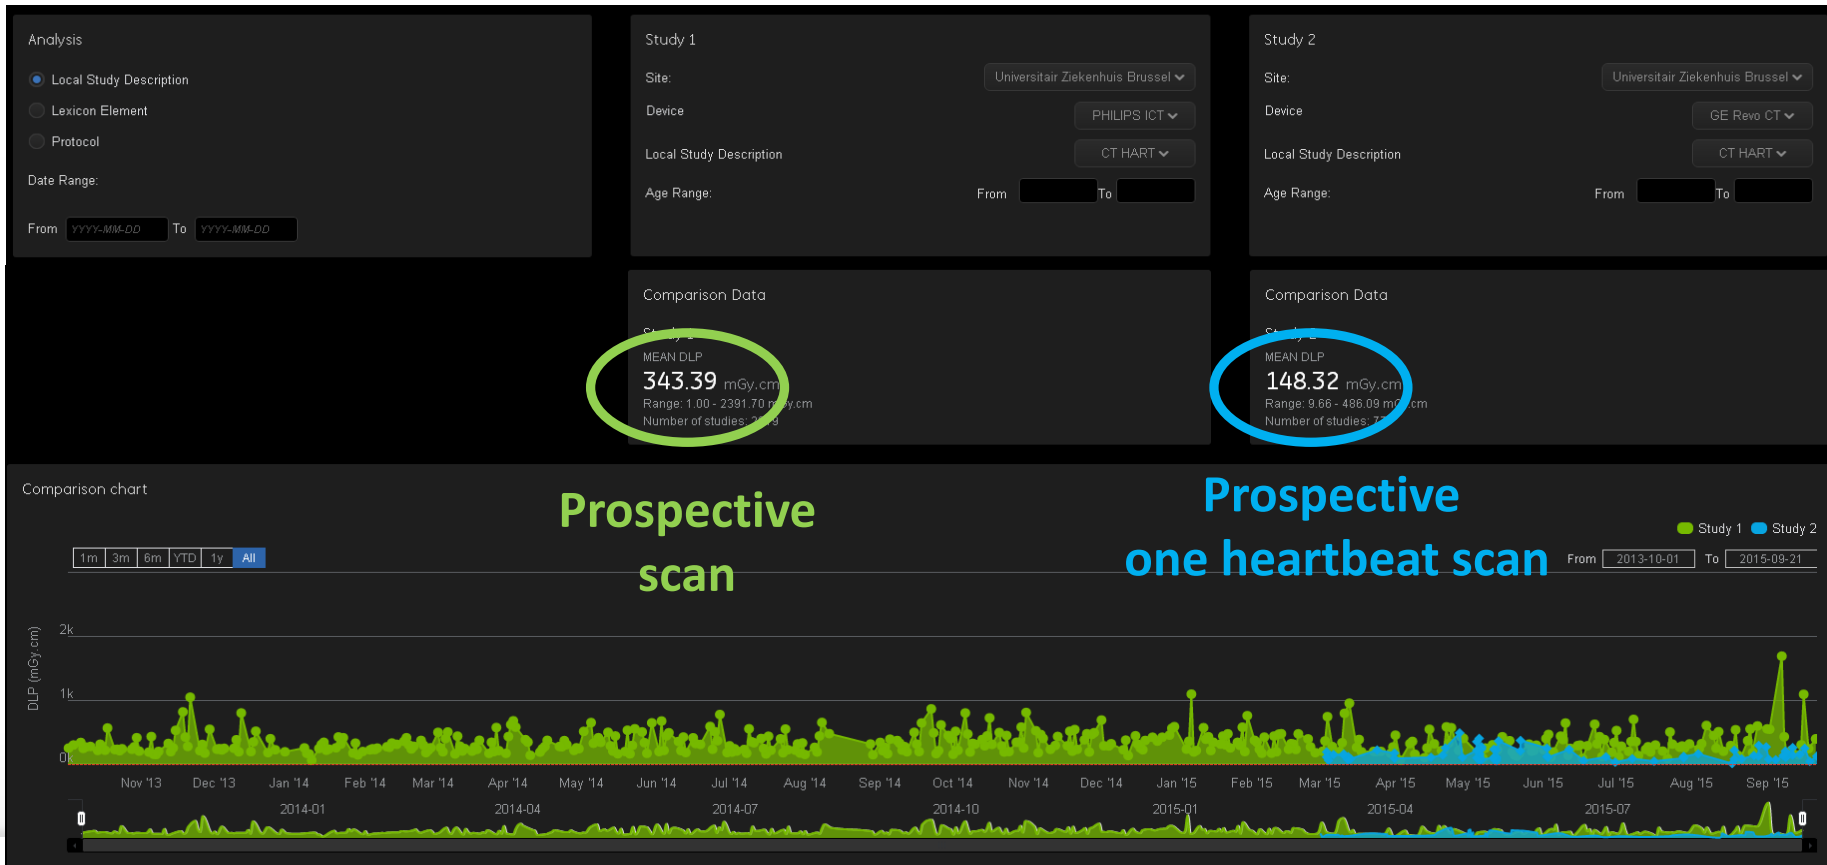 Analysis
Local Study Description
Lexicon Element
Protocol
Date Range:
From YYYY-MM-DD To YYYY-MM-DD
Study 1
Site: Universitair Ziekenhuis Brussel
Device PHILIPS ICT
Local Study Description CT HART
Age Range: From To
Study 2
Site: Universitair Ziekenhuis Brussel
Device GE Revo CT
Local Study Description CT HART
Age Range: From To
Comparison Data
Study 1
MEAN DLP
343.39 mGy.cm
Range: 1.00 - 2391.70 mGy.cm
Number of studies:
Comparison Data
Study 2
MEAN DLP
148.32 mGy.cm
Range: 9.66 - 486.09 mGy.cm
Number of studies:
Comparison chart
Prospective
scan
Prospective
one heartbeat scan
Study 1 Study 2
1m 3m 6m YTD 1y All
From 2013-10-01 To 2015-09-21
DLP (mGy.cm)
2k
1k
0k
Nov '13 Dec '13 Jan '14 Feb '14 Mar '14 Apr '14 May '14 Jun '14 Jul '14 Aug '14 Sep '14 Oct '14 Nov '14 Dec '14 Jan '15 Feb '15 Mar '15 Apr '15 May '15 Jun '15 Jul '15 Aug '15 Sep '15
2014-01 2014-04 2014-07 2014-10 2015-01 2015-04 2015-07